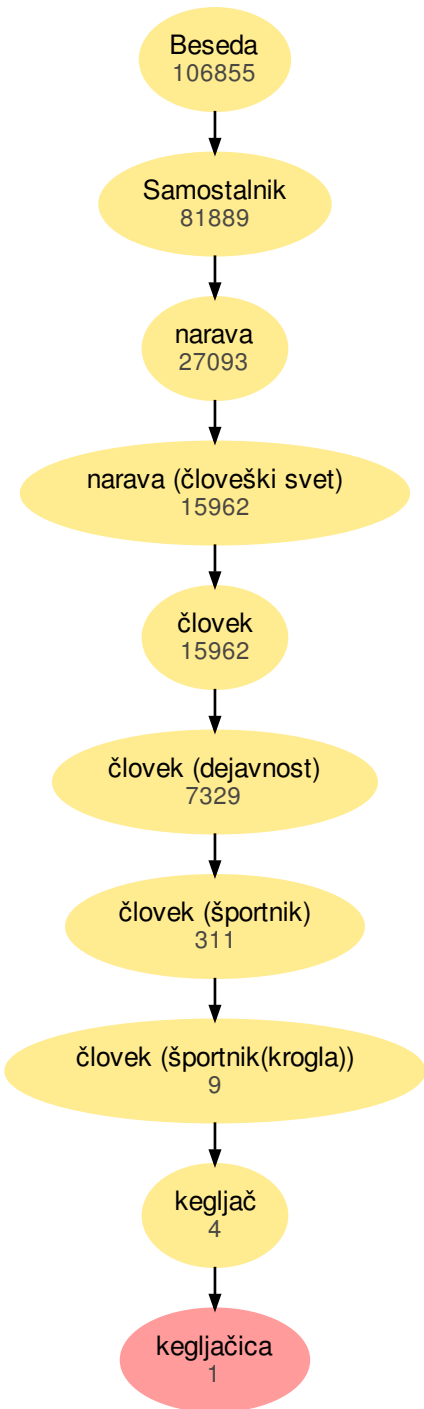 Beseda
106855
Samostalnik
81889
narava
27093
narava (človeški svet)
15962
človek
15962
človek (dejavnost)
7329
človek (športnik)
311
človek (športnik(krogla))
9
kegljač
4
kegljačica
1